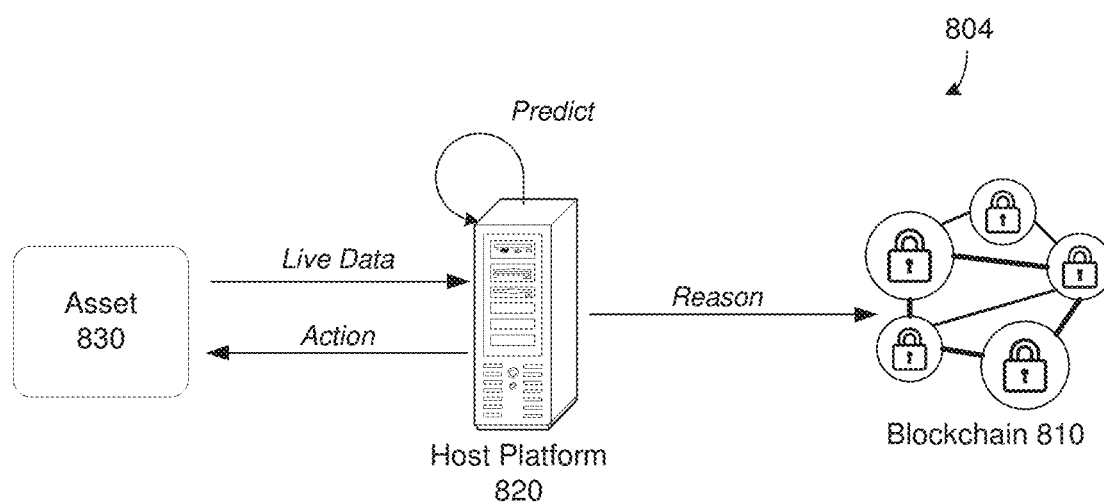 804
Predict
Live Data
Asset
830
Action
Reason
Host Platform
820
Blockchain 810